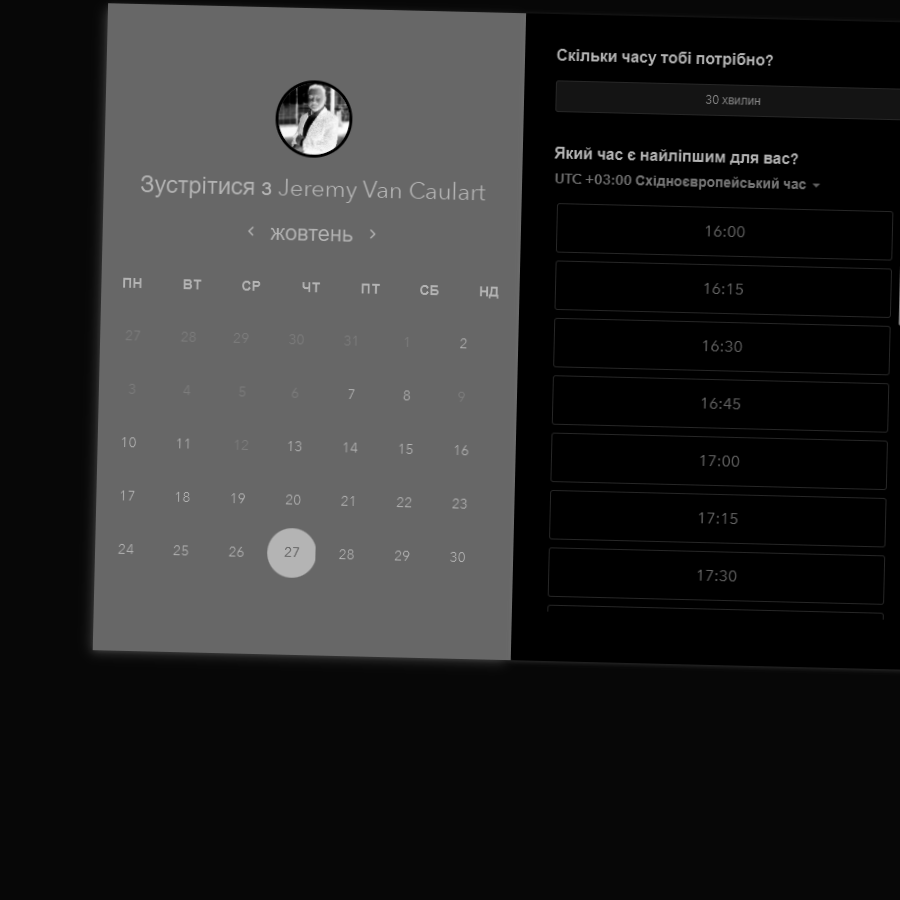 Зустрітися з Jeremy Van Caulart
жовтень
ПН ВТ СР ЧТ ПТ СБ НД
27 28 29 30 31 1 2
3 4 5 6 7 8 9
10 11 12 13 14 15 16
17 18 19 20 21 22 23
24 25 26 27 28 29 30
Скільки часу тобі потрібно?
30 хвилин
Який час є найліпшим для вас?
UTC +03:00 Східноєвропейський час
16:00
16:15
16:30
16:45
17:00
17:15
17:30